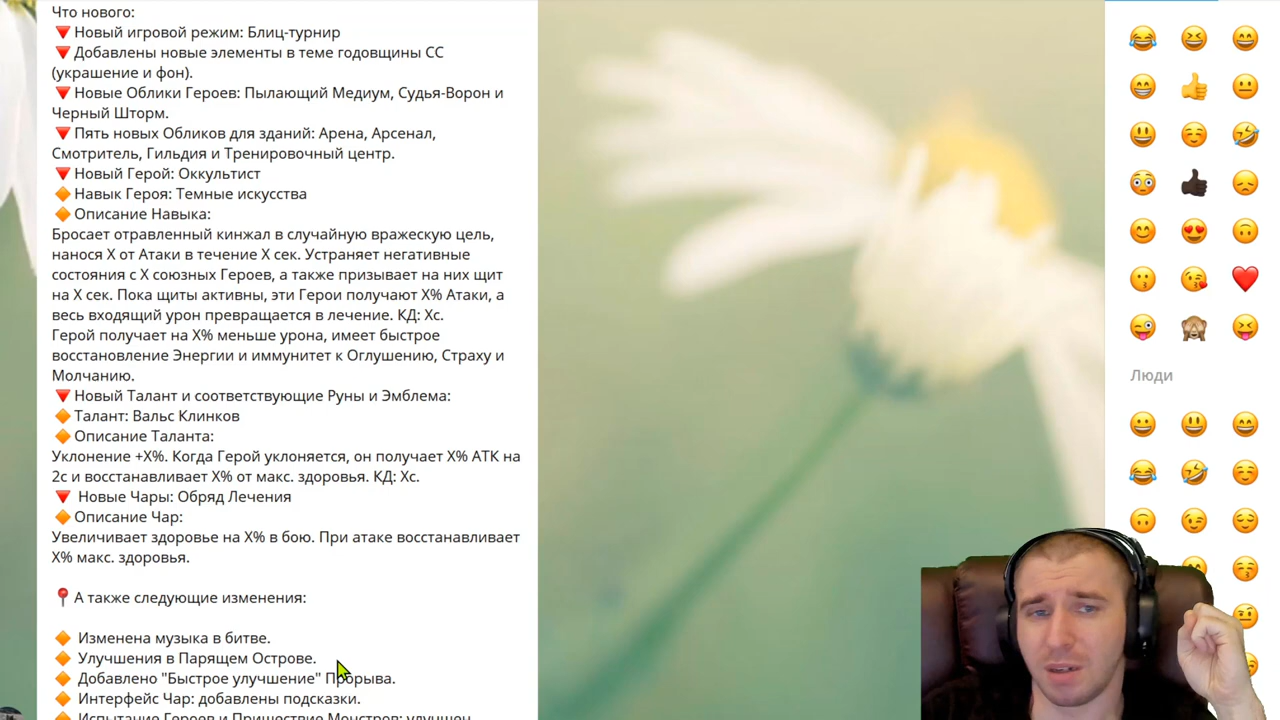 Что нового:
🔻Новый игровой режим: Блиц-турнир
🔻Добавлены новые элементы в теме годовщины СС
(украшение и фон).
🔻Новые Облики Героев: Пылающий Медиум, Судья-Ворон и
Черный Шторм.
🔻Пять новых Обликов для зданий: Арена, Арсенал,
Смотритель, Гильдия и Тренировочный центр.
🔻Новый Герой: Оккультист
🔸Навык Героя: Темные искусства
🔸Описание Навыка:
Бросает отравленный кинжал в случайную вражескую цель,
нанося X от Атаки в течение X сек. Устраняет негативные
состояния с X союзных Героев, а также призывает на них щит
на X сек. Пока щиты активны, эти Герои получают X% Атаки, а
весь входящий урон превращается в лечение. КД: Xс.
Герой получает на X% меньше урона, имеет быстрое
восстановление Энергии и иммунитет к Оглушению, Страху и
Молчанию.
🔻Новый Талант и соответствующие Руны и Эмблема:
🔸Талант: Вальс Клинков
🔸Описание Таланта:
Уклонение +X%. Когда Герой уклоняется, он получает X% АТК на
2с и восстанавливает X% от макс. здоровья. КД: Xс.
🔻 Новые Чары: Обряд Лечения
🔸Описание Чар:
Увеличивает здоровье на X% в бою. При атаке восстанавливает
X% макс. здоровья.
📍А также следующие изменения:
🔸 Изменена музыка в битве.
🔸 Улучшения в Парящем Острове.
🔸 Добавлено "Быстрое улучшение" Прорыва.
🔸 Интерфейс Чар: добавлены подсказки.
🔸 Испытание Героев и Пришествие Монстров: улучшен
Люди